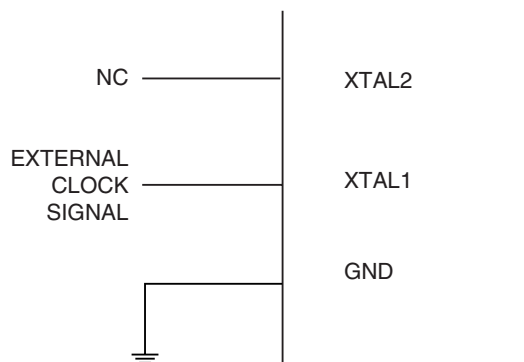 NC
XTAL2
EXTERNAL
CLOCK
SIGNAL
XTAL1
GND